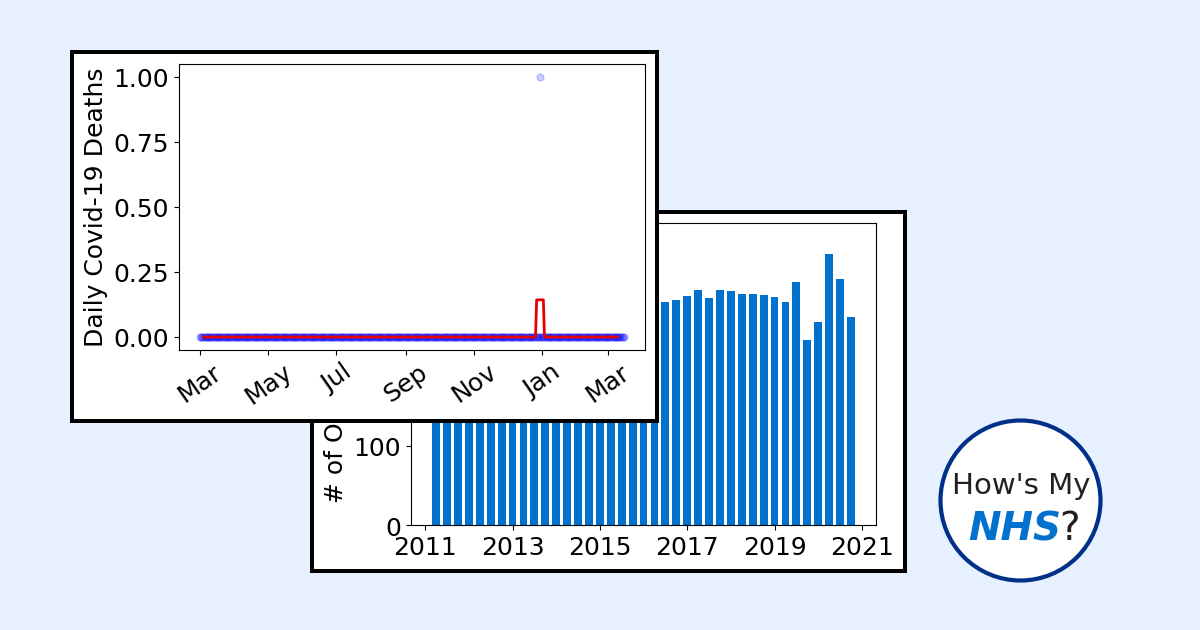 Daily Covid-19 Deaths
1.00
0.75
0.50
0.25
0.00
Mar May Jul Sep Nov Jan Mar
# of O
100
0
2011 2013 2015 2017 2019 2021
How's My
NHS?